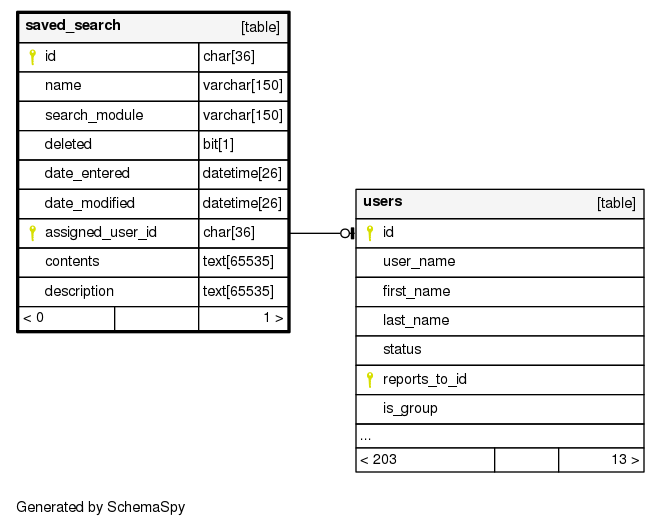 saved_search [table]
id char[36]
name varchar[150]
search_module varchar[150]
deleted bit[1]
date_entered datetime[26]
date_modified datetime[26]
assigned_user_id char[36]
contents text[65535]
description text[65535]
< 0 1 >
users [table]
id
user_name
first_name
last_name
status
reports_to_id
is_group
...
< 203 13 >
Generated by SchemaSpy